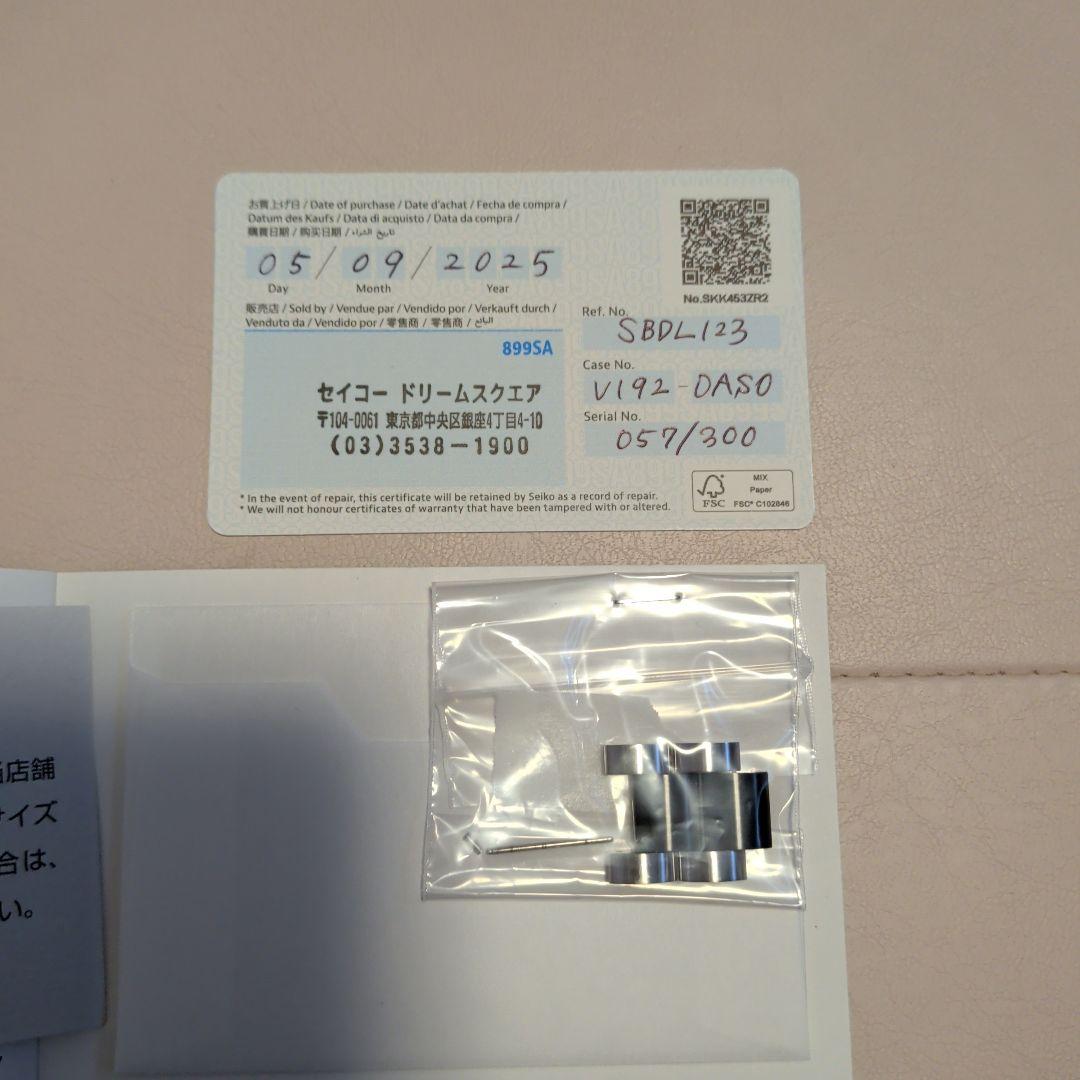 お買上げ日 / Date of purchase / Date d'achat / Fecha de compra /
Datum des Kaufs / Data di acquisto / Data da compra /
購買日期 / 购买日期 / تاريخ الشراء
05/09/2025
Day Month Year
No.SKK453ZR2
販売店 / Sold by / Vendue par / Vendido por / Verkauft durch /
Venduto da / Vendido por / 零售商 / 零售商 / البائع
899SA
セイコー ドリームスクエア
〒104-0061 東京都中央区銀座4丁目4-10
(03)3538-1900
Ref. No.
SBDL123
Case No.
V192-0AS0
Serial No.
057/300
* In the event of repair, this certificate will be retained by Seiko as a record of repair.
* We will not honour certificates of warranty that have been tampered with or altered.
FSC
MIX
Paper
FSC® C102846
店舗
サイズ
合は、
い。